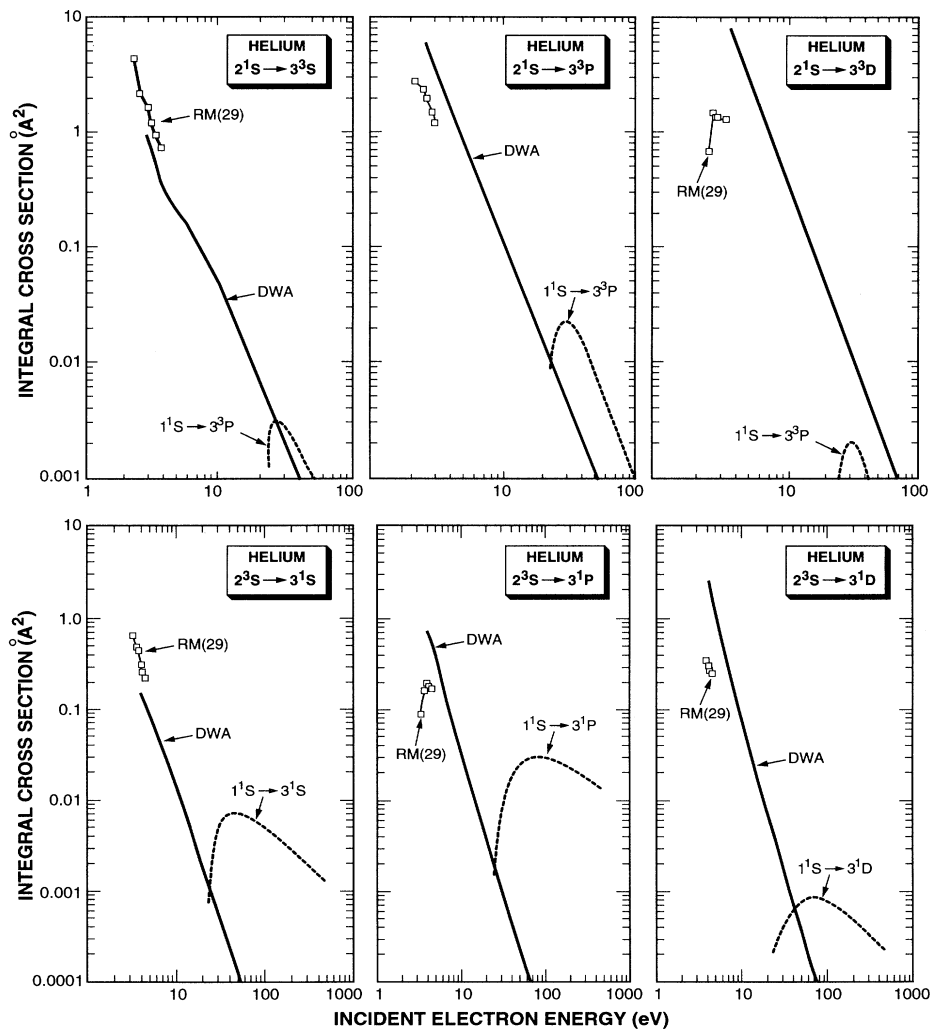 INTEGRAL CROSS SECTION (Å²)
10
1
0.1
0.01
0.001
HELIUM
2¹S→3³S
RM(29)
DWA
1¹S→3³P
1
10
100
HELIUM
2¹S→3³P
DWA
1¹S→3³P
10
100
HELIUM
2¹S→3³D
RM(29)
1¹S→3³P
1
10
100
INTEGRAL CROSS SECTION (Å²)
10
1.0
0.1
0.01
0.001
0.0001
HELIUM
2³S→3¹S
RM(29)
DWA
1¹S→3¹S
10
100
1000
HELIUM
2³S→3¹P
DWA
RM(29)
1¹S→3¹P
10
100
1000
HELIUM
2³S→3¹D
RM(29)
DWA
1¹S→3¹D
1
10
100
1000
INCIDENT ELECTRON ENERGY (eV)